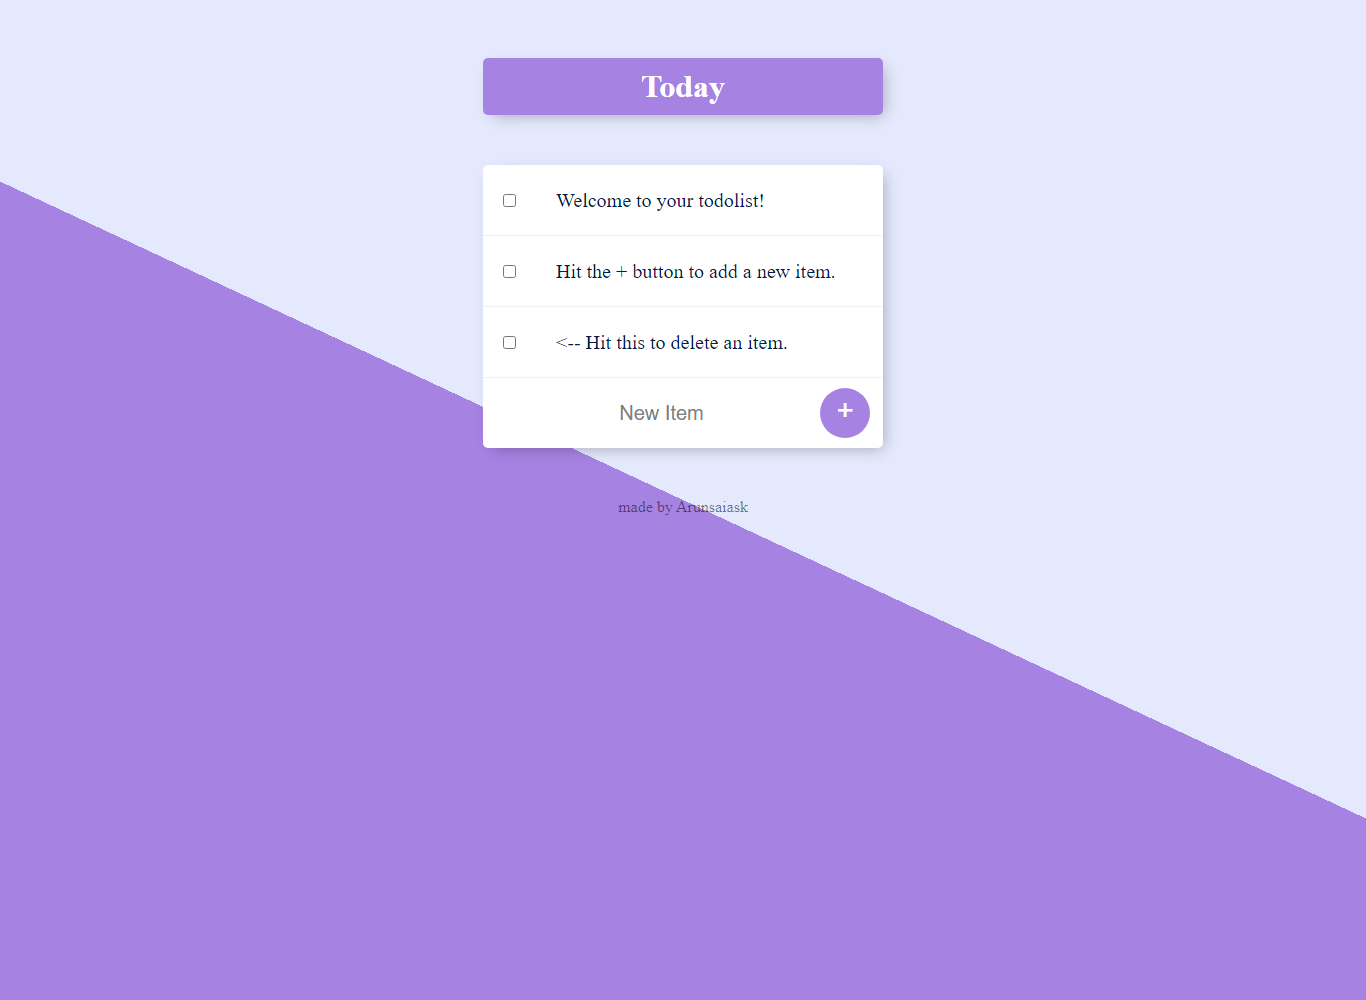 Today
Welcome to your todolist!
Hit the + button to add a new item.
<-- Hit this to delete an item.
New Item +
made by Arunsaiask